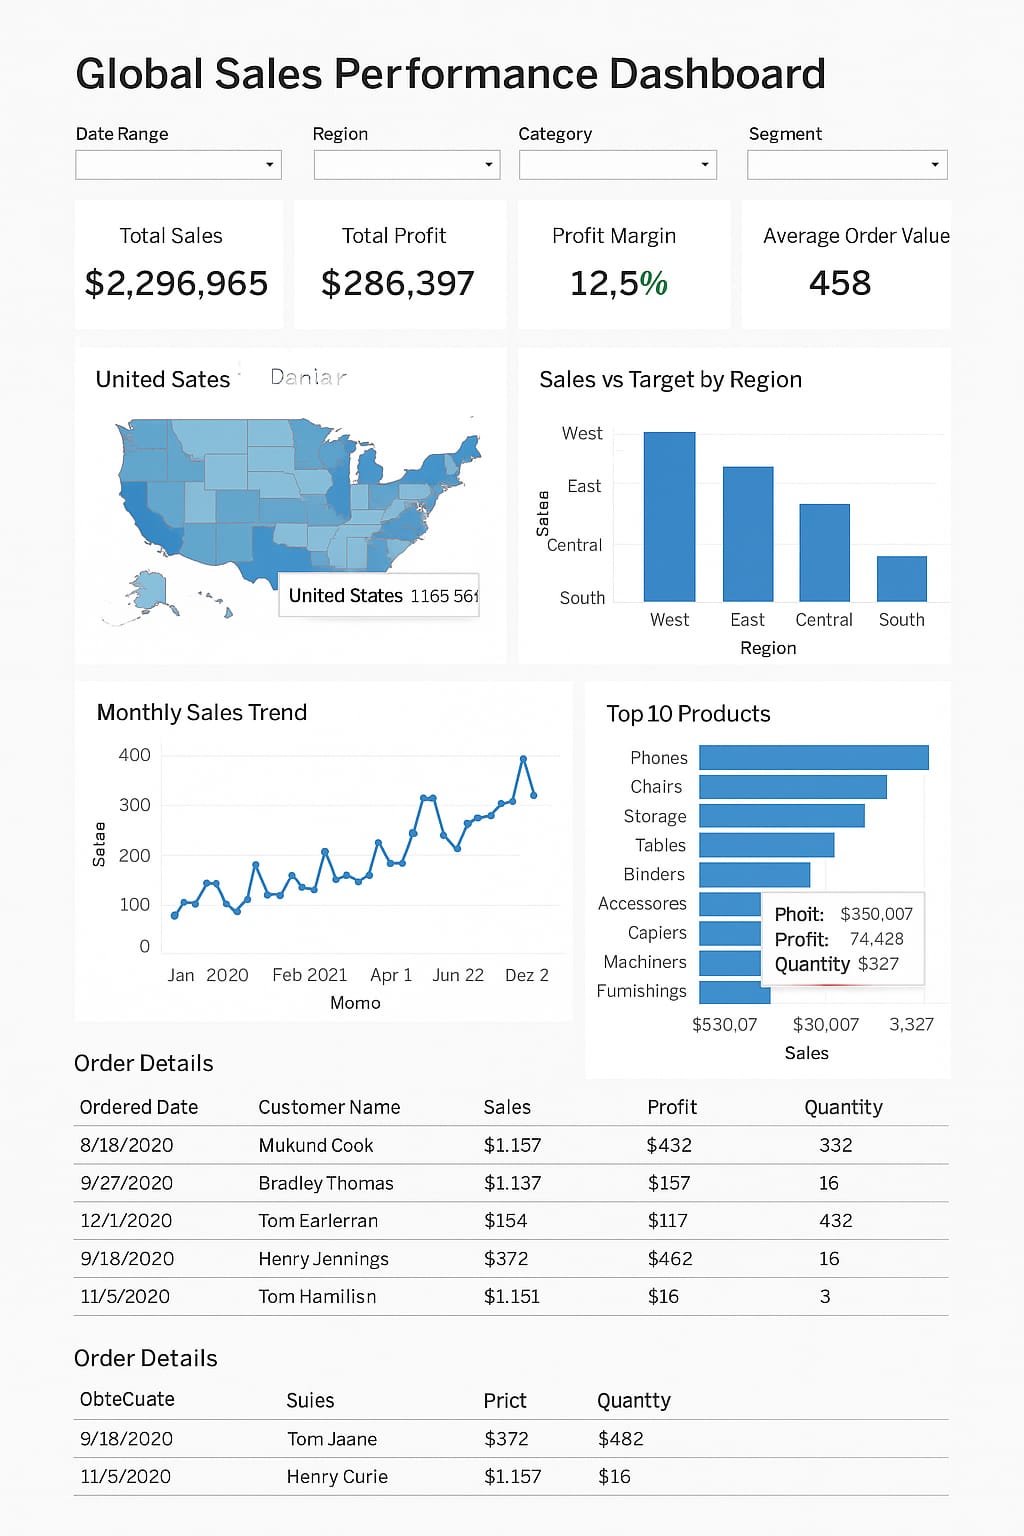 Global Sales Performance Dashboard
Date Range
Region
Category
Segment
Total Sales
$2,296,965
Total Profit
$286,397
Profit Margin
12,5%
Average Order Value
458
United Sates
Daniar
United States 1165 56
Sales vs Target by Region
West
East
Central
South
Satea
West East Central South
Region
Monthly Sales Trend
400
300
200
100
0
Satae
Jan 2020 Feb 2021 Apr 1 Jun 22 Dez 2
Momo
Top 10 Products
Phones
Chairs
Storage
Tables
Binders
Accessores
Capiers
Machiners
Fumishings
Phoit: $350,007
Profit: 74,428
Quantity $327
$530,07 $30,007 3,327
Sales
Order Details
Ordered Date Customer Name Sales Profit Quantity
8/18/2020 Mukund Cook $1.157 $432 332
9/27/2020 Bradley Thomas $1.137 $157 16
12/1/2020 Tom Earlerran $154 $117 432
9/18/2020 Henry Jennings $372 $462 16
11/5/2020 Tom Hamilisn $1.151 $16 3
Order Details
ObteCuate Suies Prict Quantty
9/18/2020 Tom Jaane $372 $482
11/5/2020 Henry Curie $1.157 $16